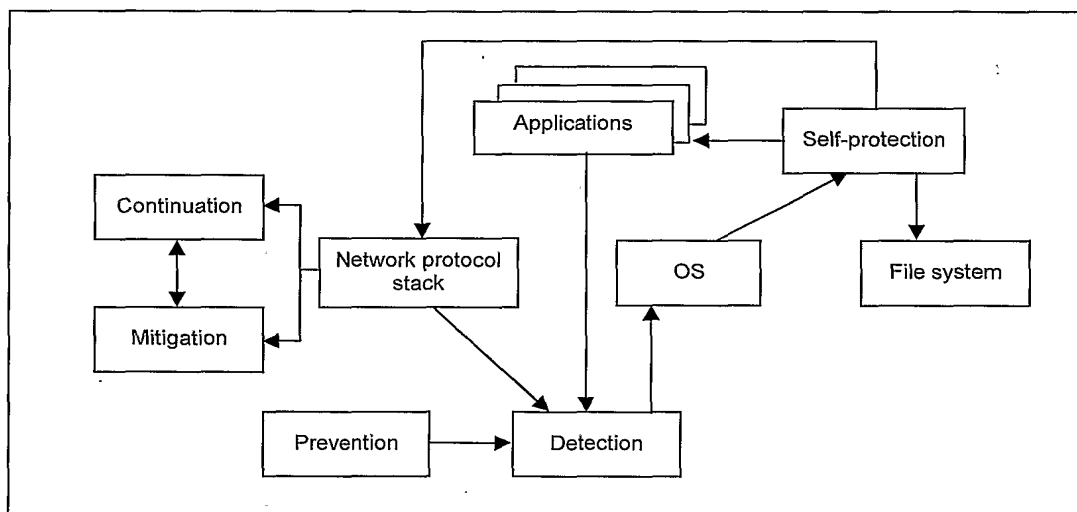 Applications
Self-protection
Continuation
Network protocol
stack
OS
File system
Mitigation
Prevention
Detection